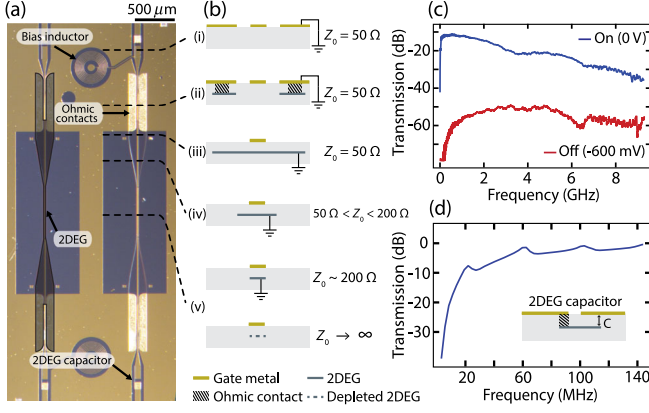 (a)
500 μm
Bias inductor
Ohmic
contacts
2DEG
2DEG capacitor
(b)
(i)
Z₀ = 50 Ω
(ii)
Z₀ = 50 Ω
(iii)
Z₀ = 50 Ω
(iv)
50 Ω < Z₀ < 200 Ω
(v)
Z₀ ~ 200 Ω
Z₀ → ∞
Gate metal
2DEG
Ohmic contact
Depleted 2DEG
(c)
Transmission (dB)
-20
-40
-60
On (0 V)
Off (-600 mV)
0 2 4 6 8
Frequency (GHz)
(d)
Transmission (dB)
0
-10
-20
-30
2DEG capacitor
C
20 60 100 140
Frequency (MHz)